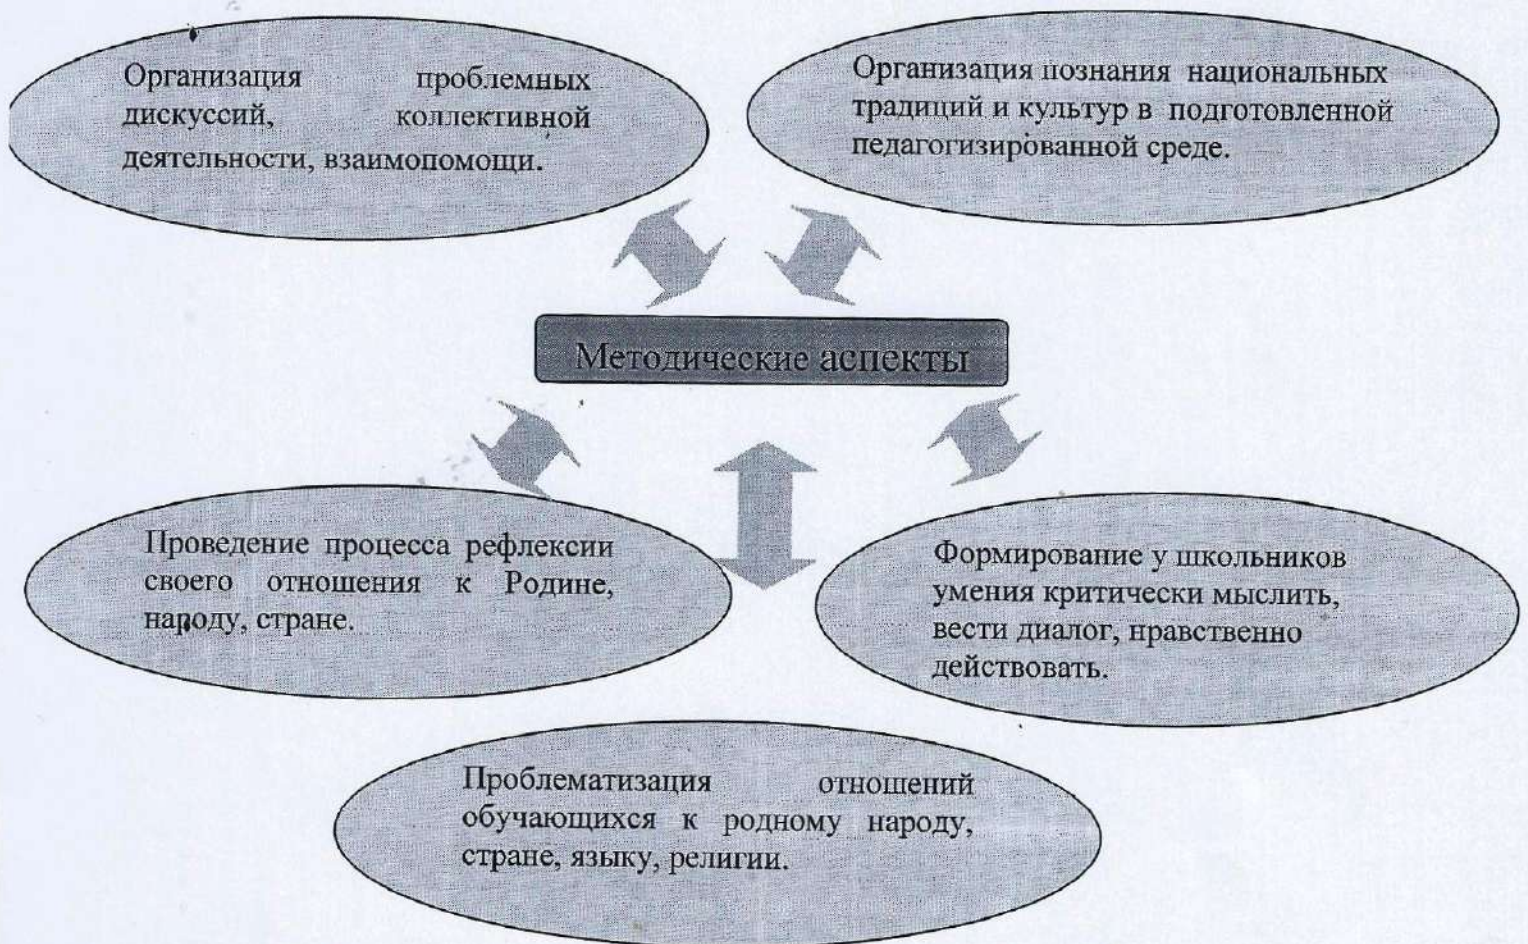 Организация проблемных
дискуссий, коллективной
деятельности, взаимопомощи.
Организация познания национальных
традиций и культур в подготовленной
педагогизированной среде.
Методические аспекты
Проведение процесса рефлексии
своего отношения к Родине,
народу, стране.
Формирование у школьников
умения критически мыслить,
вести диалог, нравственно
действовать.
Проблематизация отношений
обучающихся к родному народу,
стране, языку, религии.